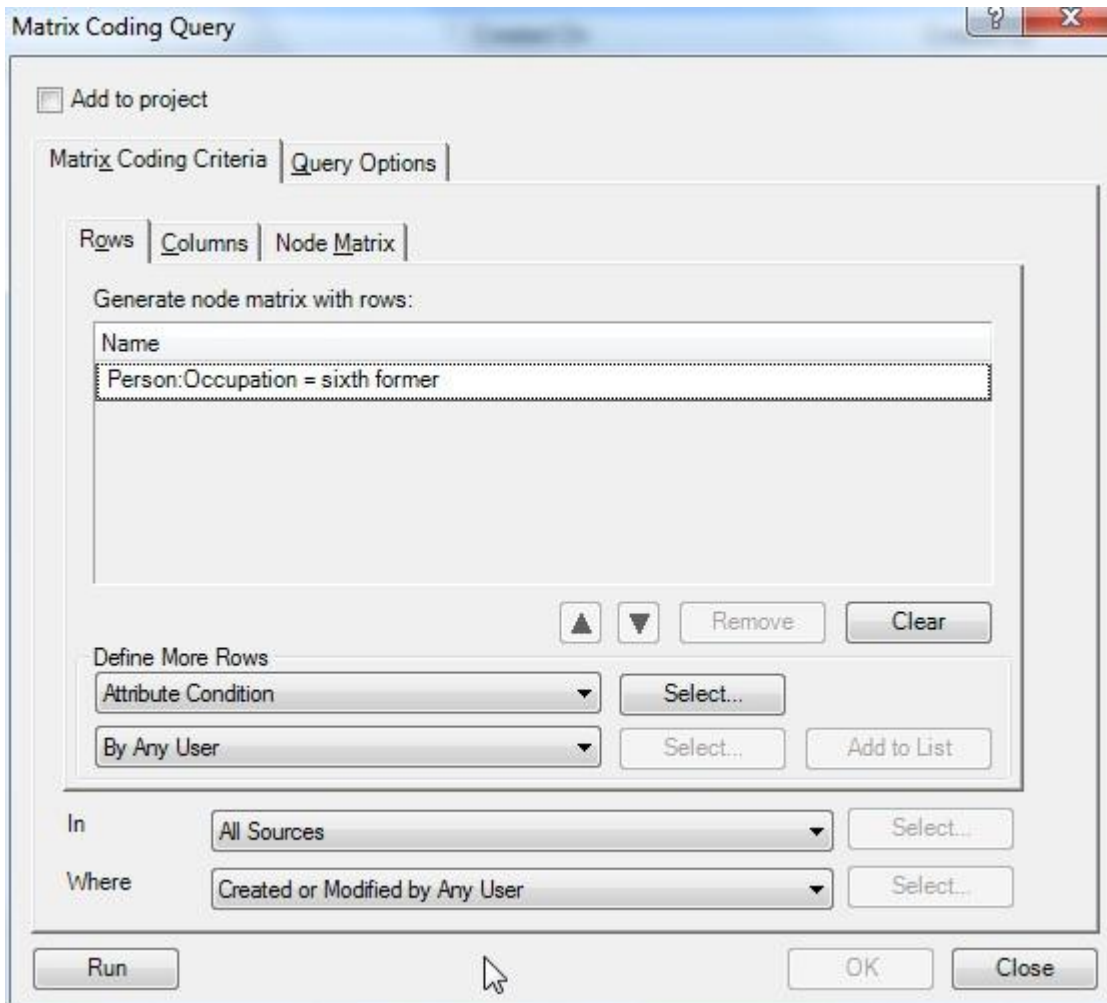 Matrix Coding Query
Add to project
Matrix Coding Criteria Query Options
Rows Columns Node Matrix
Generate node matrix with rows:
Name
Person:Occupation = sixth former
Remove Clear
Define More Rows
Attribute Condition Select...
By Any User Select... Add to List
In All Sources Select...
Where Created or Modified by Any User Select...
Run OK Close